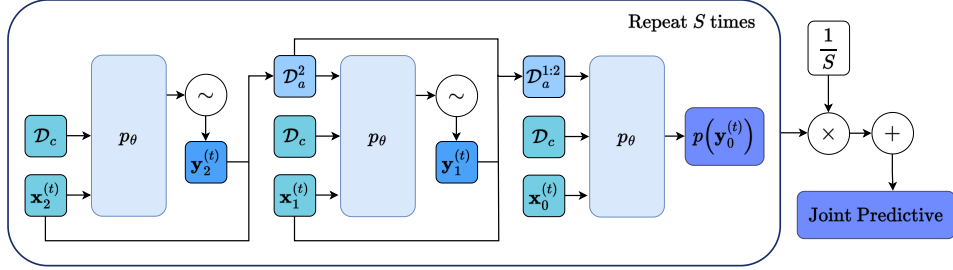 Repeat S times
𝒟_c
x_2^{(t)}
p_θ
~
y_2^{(t)}
𝒟_a^2
𝒟_c
x_1^{(t)}
p_θ
~
y_1^{(t)}
𝒟_a^{1:2}
𝒟_c
x_0^{(t)}
p_θ
p(y_0^{(t)})
1/S
×
+
Joint Predictive